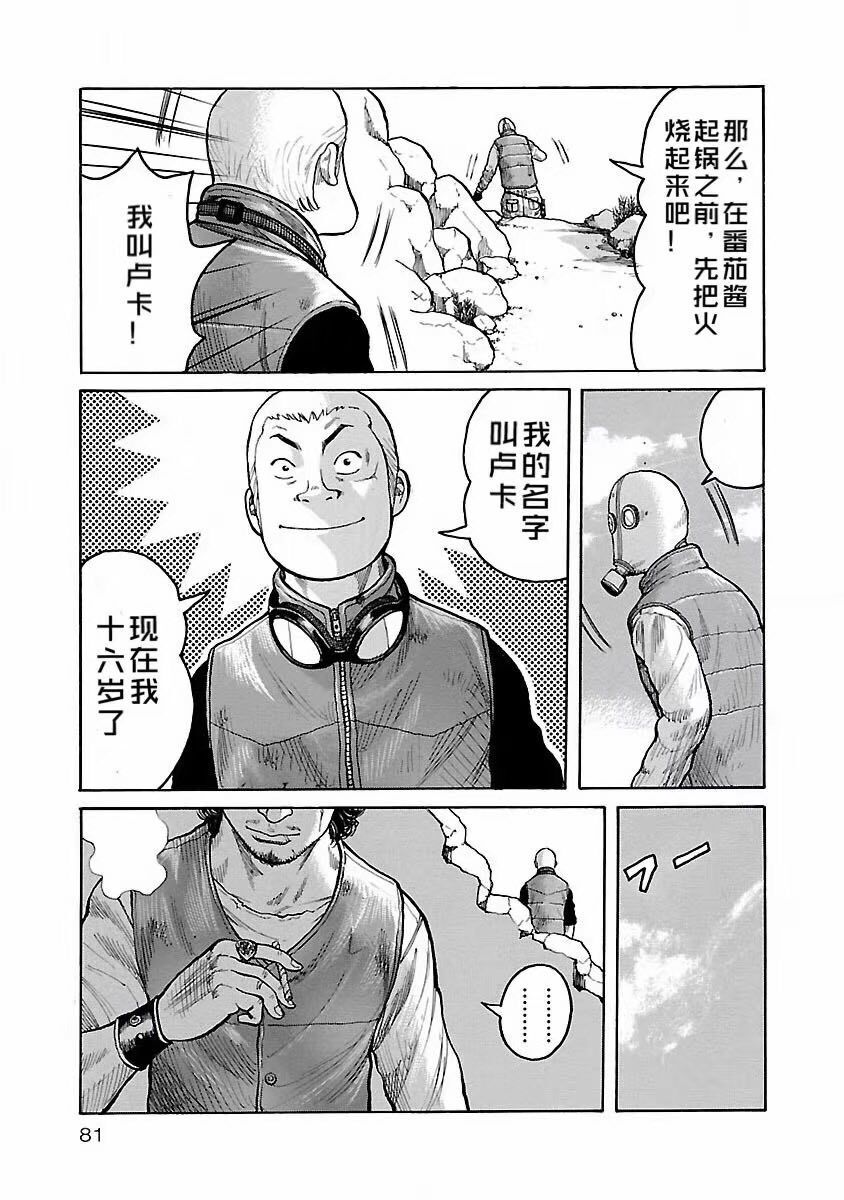 那么，在番茄酱
起锅之前，先把火
烧起来吧！
我叫卢卡！
我的名字
叫卢卡
现在我
十六岁了
フー
………
………
81